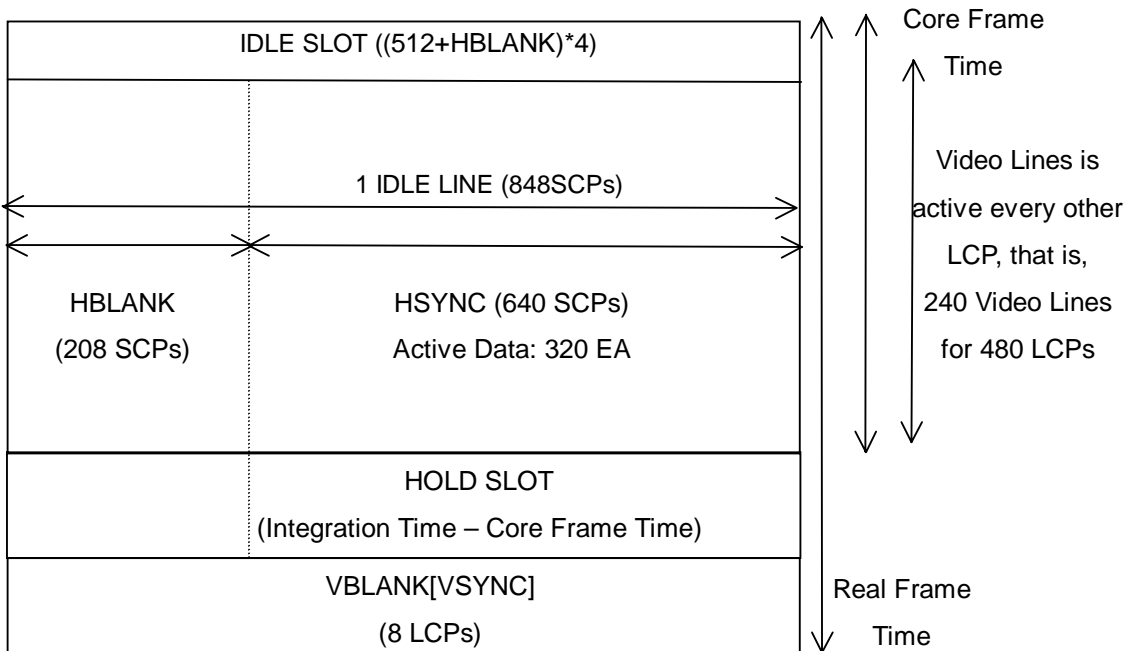 IDLE SLOT ((512+HBLANK)*4)
Core Frame
Time
1 IDLE LINE (848SCPs)
HBLANK
(208 SCPs)
HSYNC (640 SCPs)
Active Data: 320 EA
Video Lines is
active every other
LCP, that is,
240 Video Lines
for 480 LCPs
HOLD SLOT
(Integration Time – Core Frame Time)
VBLANK[VSYNC]
(8 LCPs)
Real Frame
Time